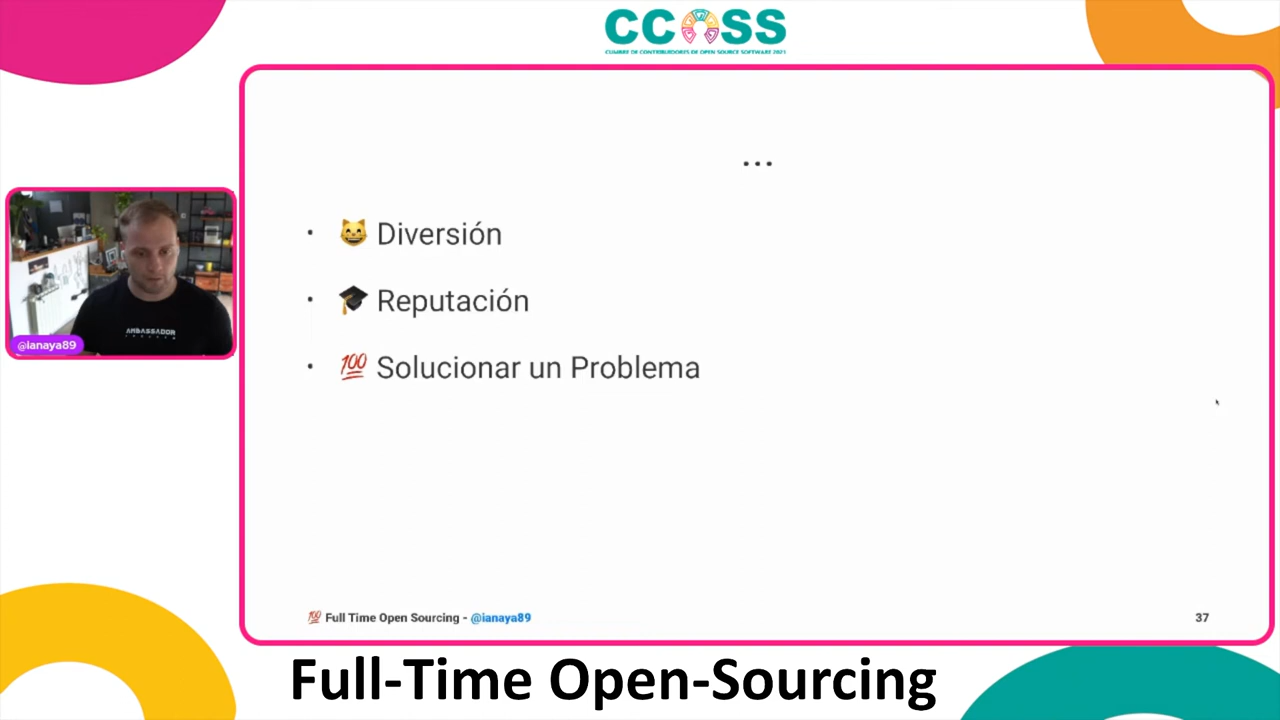 CCOSS
CUMBRE DE CONTRIBUIDORES DE OPEN SOURCE SOFTWARE 2021
...
• 😸 Diversión
• 🎓 Reputación
• 💯 Solucionar un Problema
AMBASSADOR
@ianaya89
💯 Full Time Open Sourcing - @ianaya89
37
Full-Time Open-Sourcing